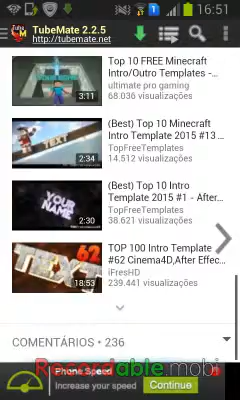 16:51
TubeMate 2.2.5
http://tubemate.net
Top 10 FREE Minecraft
Intro/Outro Templates -...
ultimate pro gaming
68.036 visualizações
3:11
(Best) Top 10 Minecraft
Intro Template 2015 #13 ...
TopFreeTemplates
14.512 visualizações
TEXT
2:34
(Best) Top 10 Intro
Template 2015 #1 - After...
TopFreeTemplates
38.621 visualizações
YOUR
NAME
2:30
TOP 100 Intro Template
#62 Cinema4D,After Effec...
iFresHD
239.441 visualizações
62
TEXT
18:53
COMENTÁRIOS • 236
Recordable.mobi
Phone Speed
Increase your speed
Continue